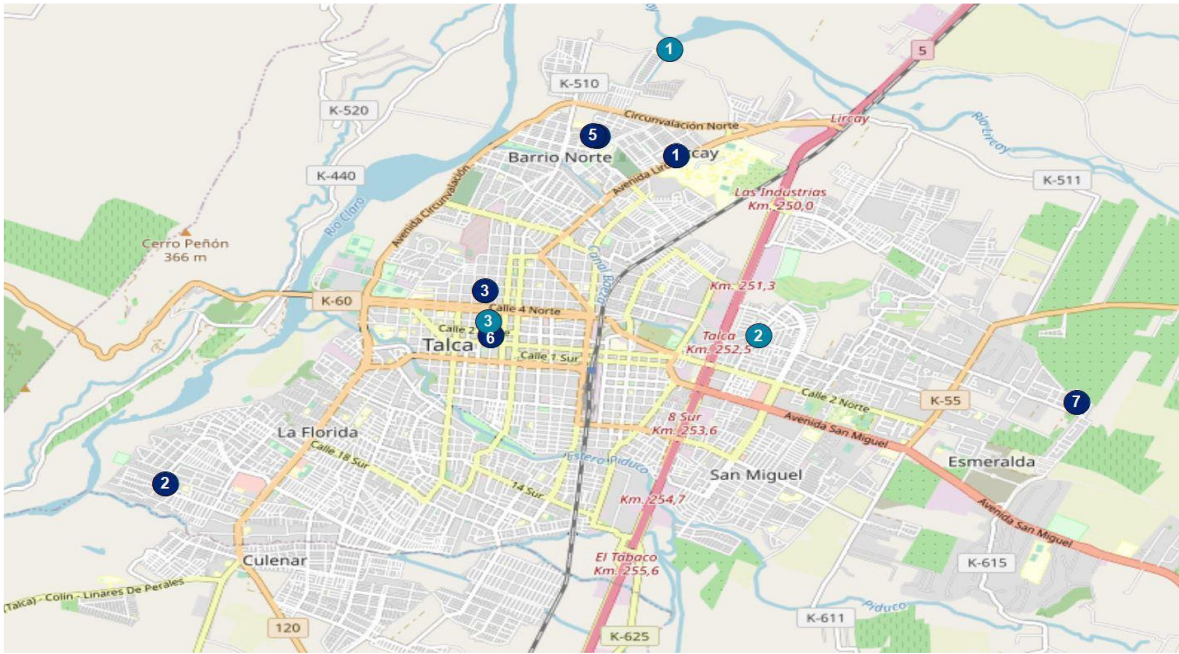 1
5
K-510
K-520
Circunvalación Norte
Lircay
5
Barrio Norte
1
rcay
Río Lircay
Avenida Lir
K-440
K-511
Las Industrias
Km. 250,0
Avenida Circunvalación
Río Claro
Cerro Peñón
366 m
Canal Ba
3
K-60
Km. 251,3
Calle 4 Norte
3
Calle 2
6
Talca
Talca
Km. 252,5
2
Calle 1 Sur
Calle 2 Norte
K-55
7
8 Sur
Km. 253,6
Avenida San Miguel
La Florida
Calle 18 Sur
Estero Piduco
San Miguel
Esmeralda
2
14 Sur
Km. 254,7
Avenida San Miguel
El Tabaco
Km. 255,6
Culenar
K-615
(Talca) - Colín - Linares De Perales
Piduco
120
K-625
K-611